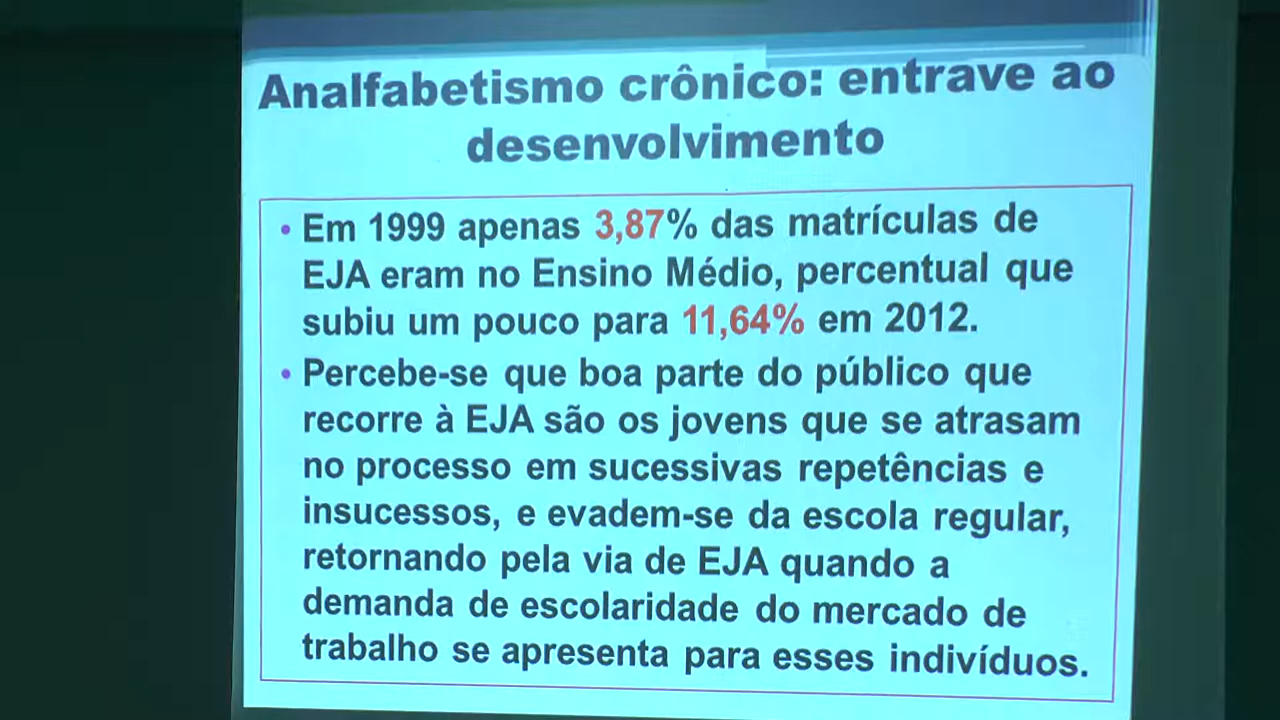 Analfabetismo crônico: entrave ao
desenvolvimento
• Em 1999 apenas 3,87% das matrículas de
EJA eram no Ensino Médio, percentual que
subiu um pouco para 11,64% em 2012.
• Percebe-se que boa parte do público que
recorre à EJA são os jovens que se atrasam
no processo em sucessivas repetências e
insucessos, e evadem-se da escola regular,
retornando pela via de EJA quando a
demanda de escolaridade do mercado de
trabalho se apresenta para esses indivíduos.